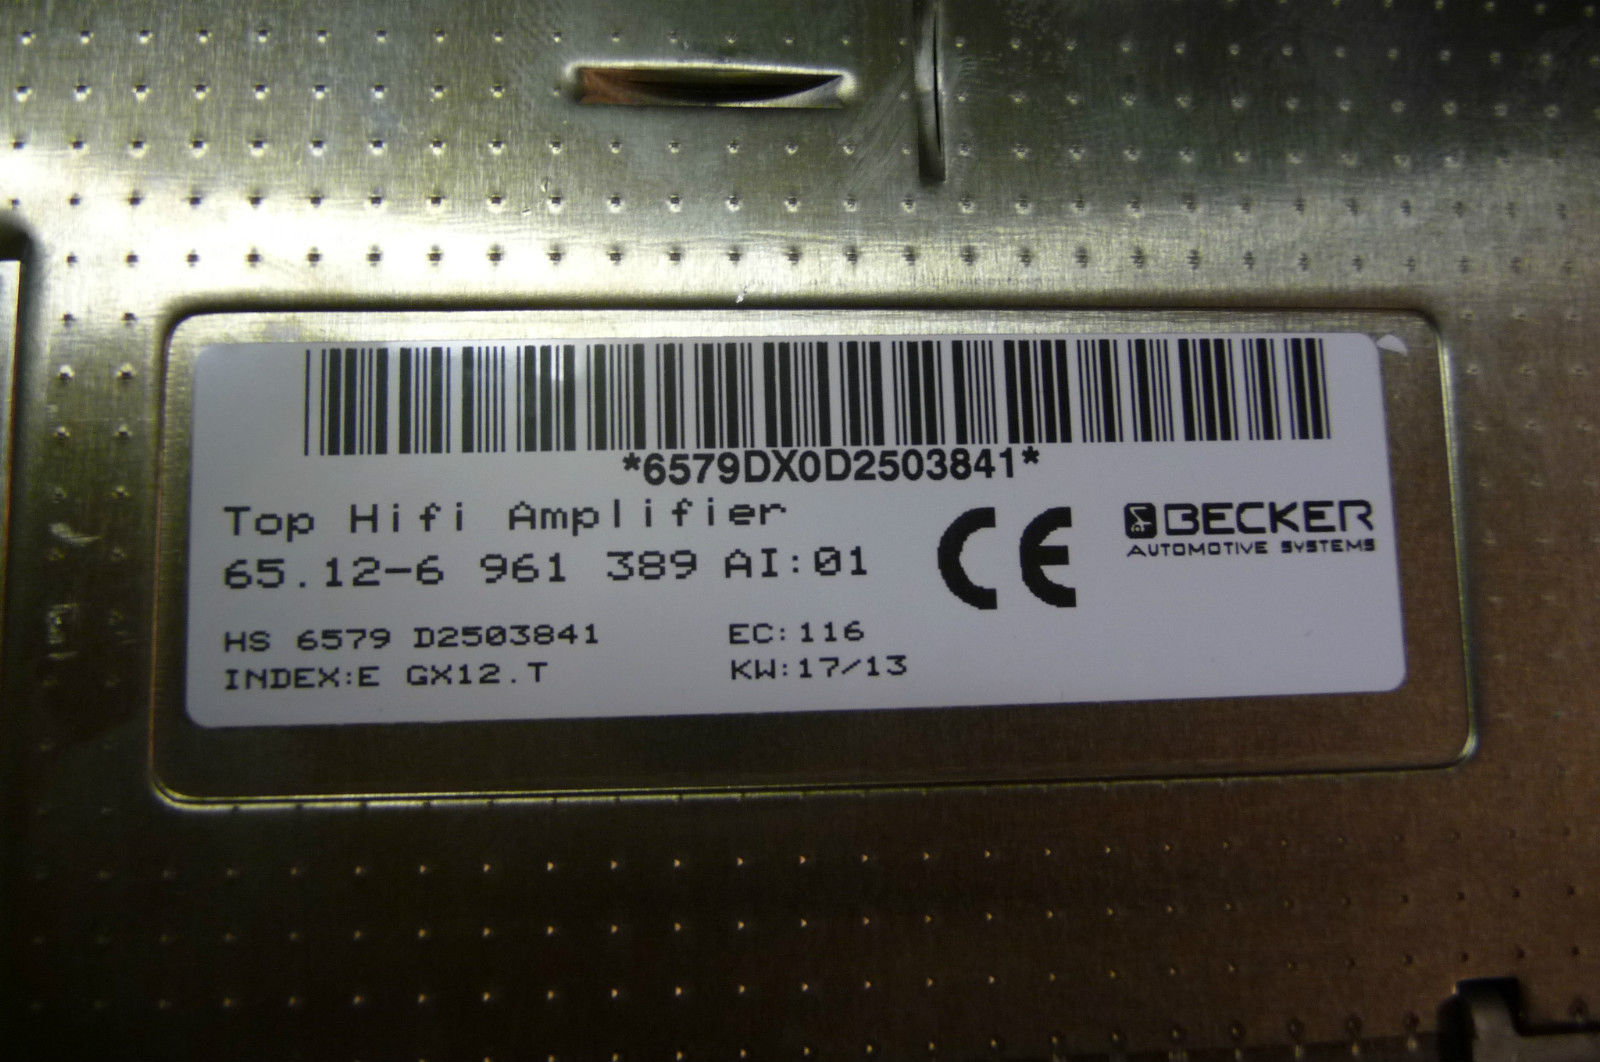 *6579DX0D2503841*
Top Hifi Amplifier
65.12-6 961 389 AI:01
CE
BECKER
AUTOMOTIVE SYSTEMS
HS 6579 D2503841 EC:116
INDEX:E GX12.T KW:17/13